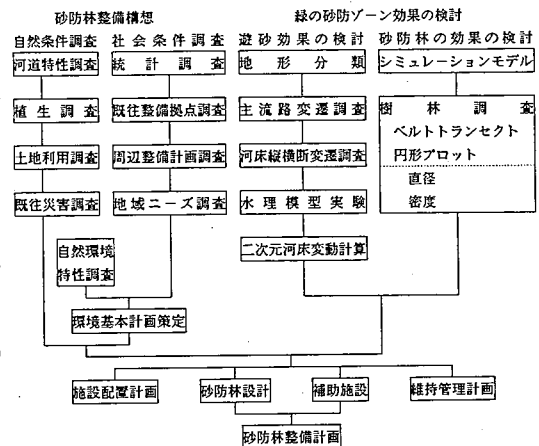 砂防林整備構想
緑の砂防ゾーン効果の検討
自然条件調査
社会条件調査
遊砂効果の検討
砂防林の効果の検討
河道特性調査
統計調査
地形分類
シミュレーションモデル
植生調査
既往整備拠点調査
主流路変遷調査
樹林調査
ベルトトランセクト
円形プロット
直径
密度
土地利用調査
周辺整備計画調査
河床縦横断変遷調査
既往災害調査
地域ニーズ調査
水理模型実験
自然環境
特性調査
二次元河床変動計算
環境基本計画策定
施設配置計画
砂防林設計
補助施設
維持管理計画
砂防林整備計画